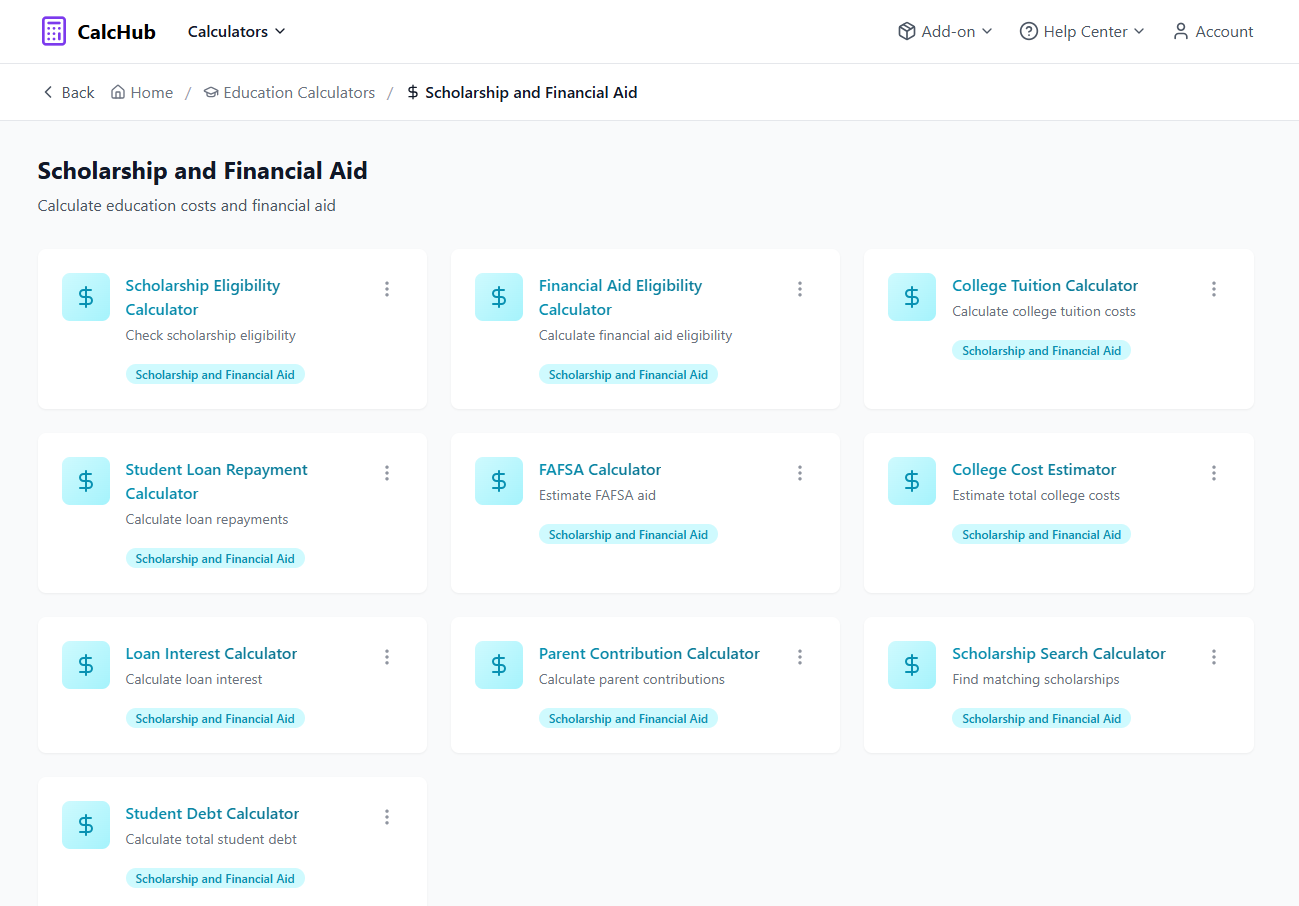 CalcHub
Calculators
Add-on
Help Center
Account
Back
Home
/
Education Calculators
/
Scholarship and Financial Aid
Scholarship and Financial Aid
Calculate education costs and financial aid
Scholarship Eligibility
Calculator
Check scholarship eligibility
Scholarship and Financial Aid
Financial Aid Eligibility
Calculator
Calculate financial aid eligibility
Scholarship and Financial Aid
College Tuition Calculator
Calculate college tuition costs
Scholarship and Financial Aid
Student Loan Repayment
Calculator
Calculate loan repayments
Scholarship and Financial Aid
FAFSA Calculator
Estimate FAFSA aid
Scholarship and Financial Aid
College Cost Estimator
Estimate total college costs
Scholarship and Financial Aid
Loan Interest Calculator
Calculate loan interest
Scholarship and Financial Aid
Parent Contribution Calculator
Calculate parent contributions
Scholarship and Financial Aid
Scholarship Search Calculator
Find matching scholarships
Scholarship and Financial Aid
Student Debt Calculator
Calculate total student debt
Scholarship and Financial Aid